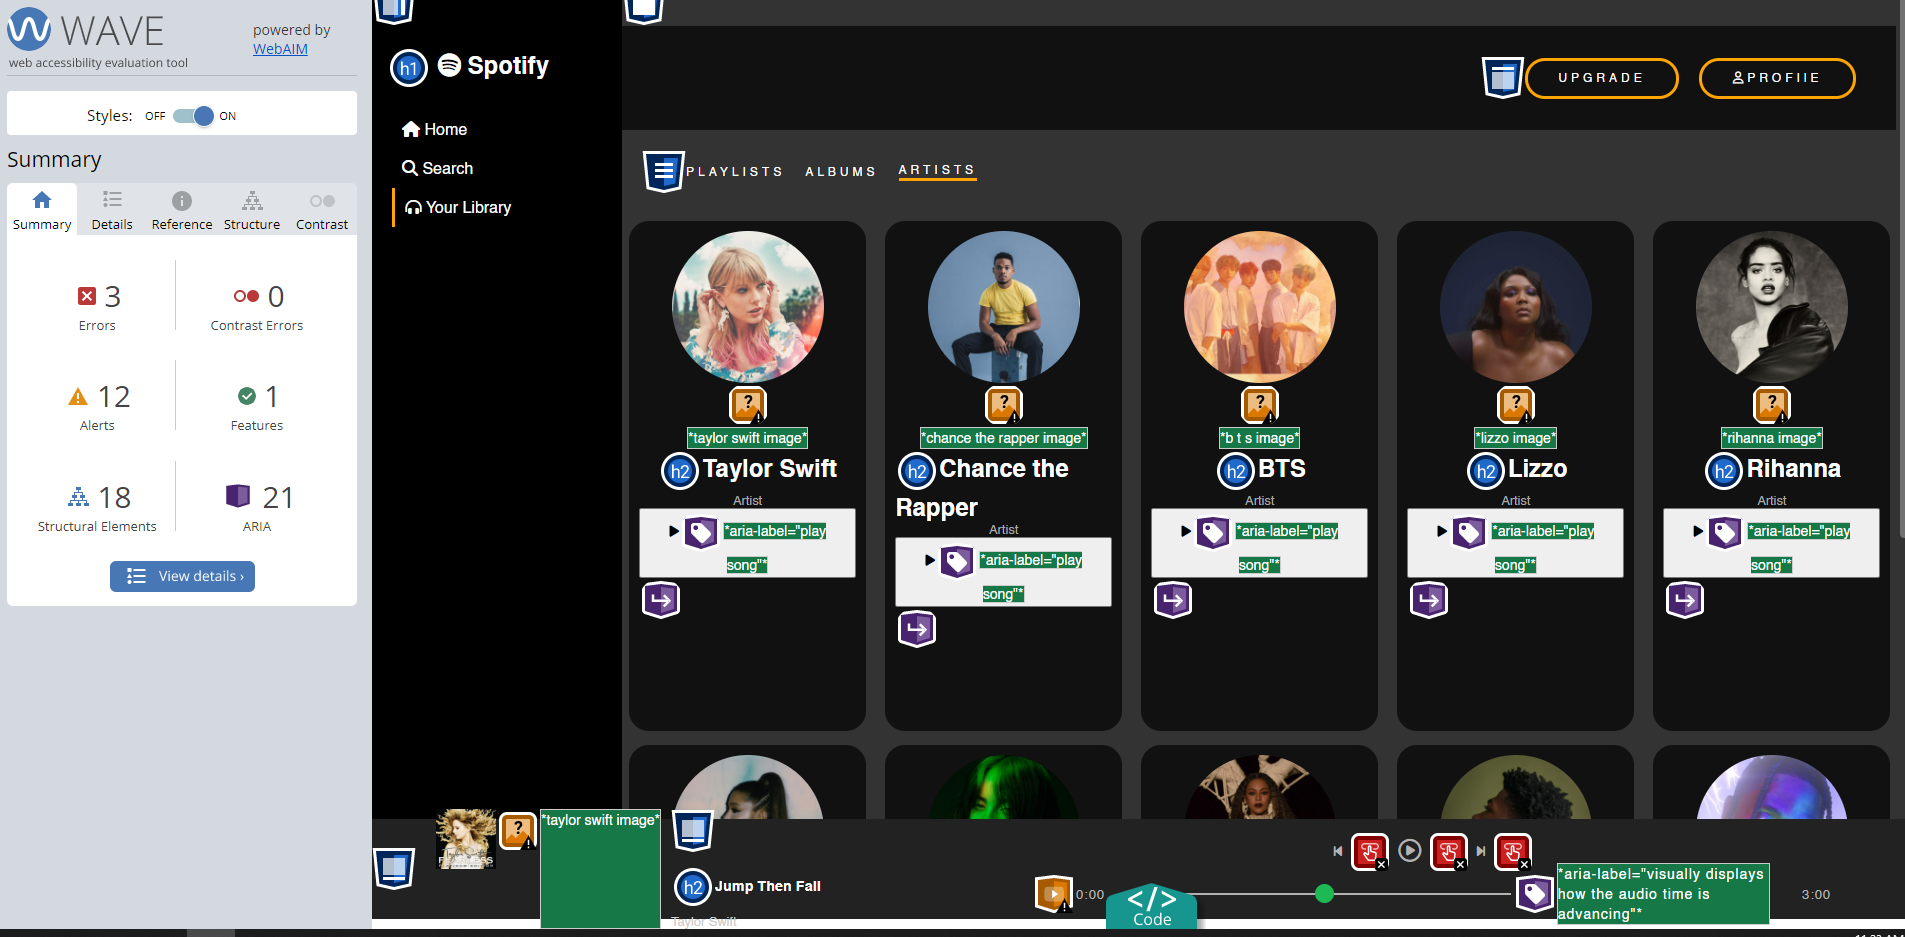 WAVE
web accessibility evaluation tool
powered by
WebAIM
Styles: OFF ON
Summary
Summary
Details
Reference
Structure
Contrast
3
Errors
0
Contrast Errors
12
Alerts
1
Features
18
Structural Elements
21
ARIA
View details ›
h1 Spotify
Home
Search
Your Library
UPGRADE
PROFIIE
PLAYLISTS ALBUMS ARTISTS
*taylor swift image*
h2 Taylor Swift
Artist
*aria-label="play
song"*
*chance the rapper image*
h2 Chance the
Rapper
Artist
*aria-label="play
song"*
*b t s image*
h2 BTS
Artist
*aria-label="play
song"*
*lizzo image*
h2 Lizzo
Artist
*aria-label="play
song"*
*rihanna image*
h2 Rihanna
Artist
*aria-label="play
song"*
*taylor swift image*
h2 Jump Then Fall
Taylor Swift
0:00
</>
Code
*aria-label="visually displays
how the audio time is
advancing"*
3:00